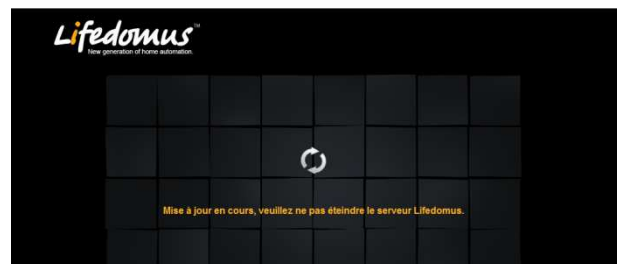 Lifedomus™
New generation of home automation.
Mise à jour en cours, veuillez ne pas éteindre le serveur Lifedomus.